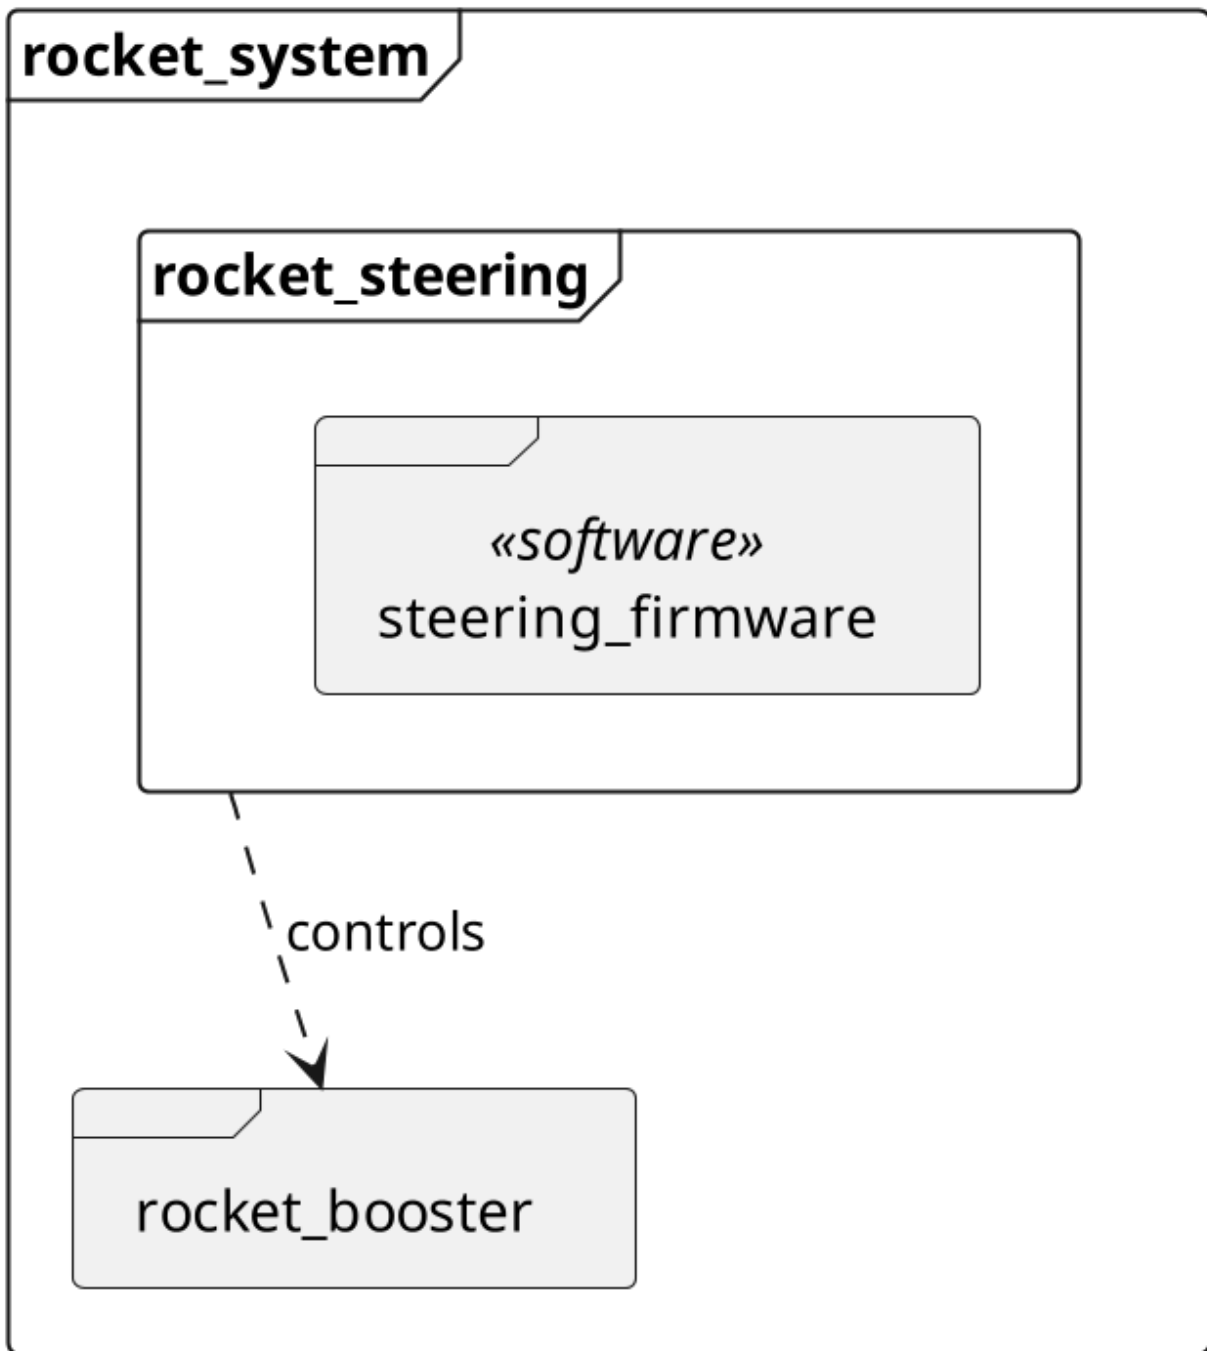 rocket_system
rocket_steering
«software»
steering_firmware
controls
rocket_booster